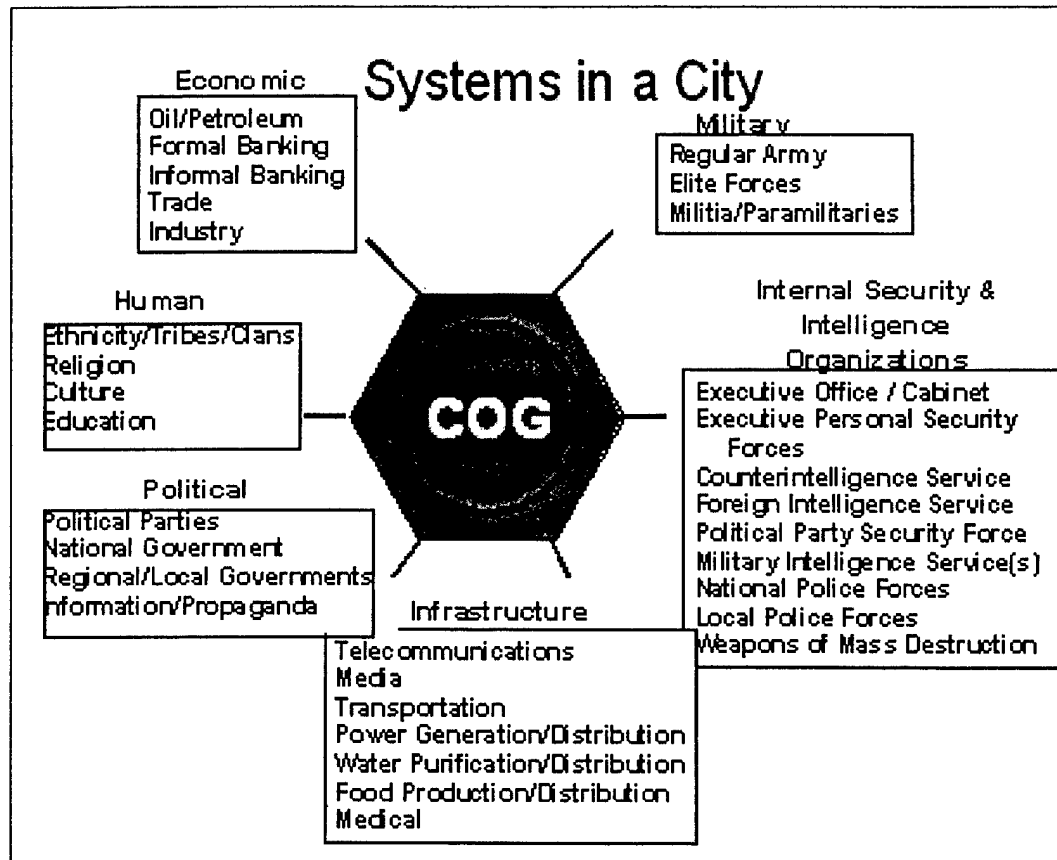 Systems in a City
Economic
Oil/Petroleum
Formal Banking
Informal Banking
Trade
Industry
Military
Regular Army
Elite Forces
Militia/Paramilitaries
Human
Ethnicity/Tribes/Clans
Religion
Culture
Education
COG
Internal Security &
Intelligence
Organizations
Executive Office / Cabinet
Executive Personal Security
Forces
Counterintelligence Service
Foreign Intelligence Service
Political Party Security Force
Military Intelligence Service(s)
National Police Forces
Local Police Forces
Weapons of Mass Destruction
Political
Political Parties
National Government
Regional/Local Governments
Information/Propaganda
Infrastructure
Telecommunications
Media
Transportation
Power Generation/Distribution
Water Purification/Distribution
Food Production/Distribution
Medical